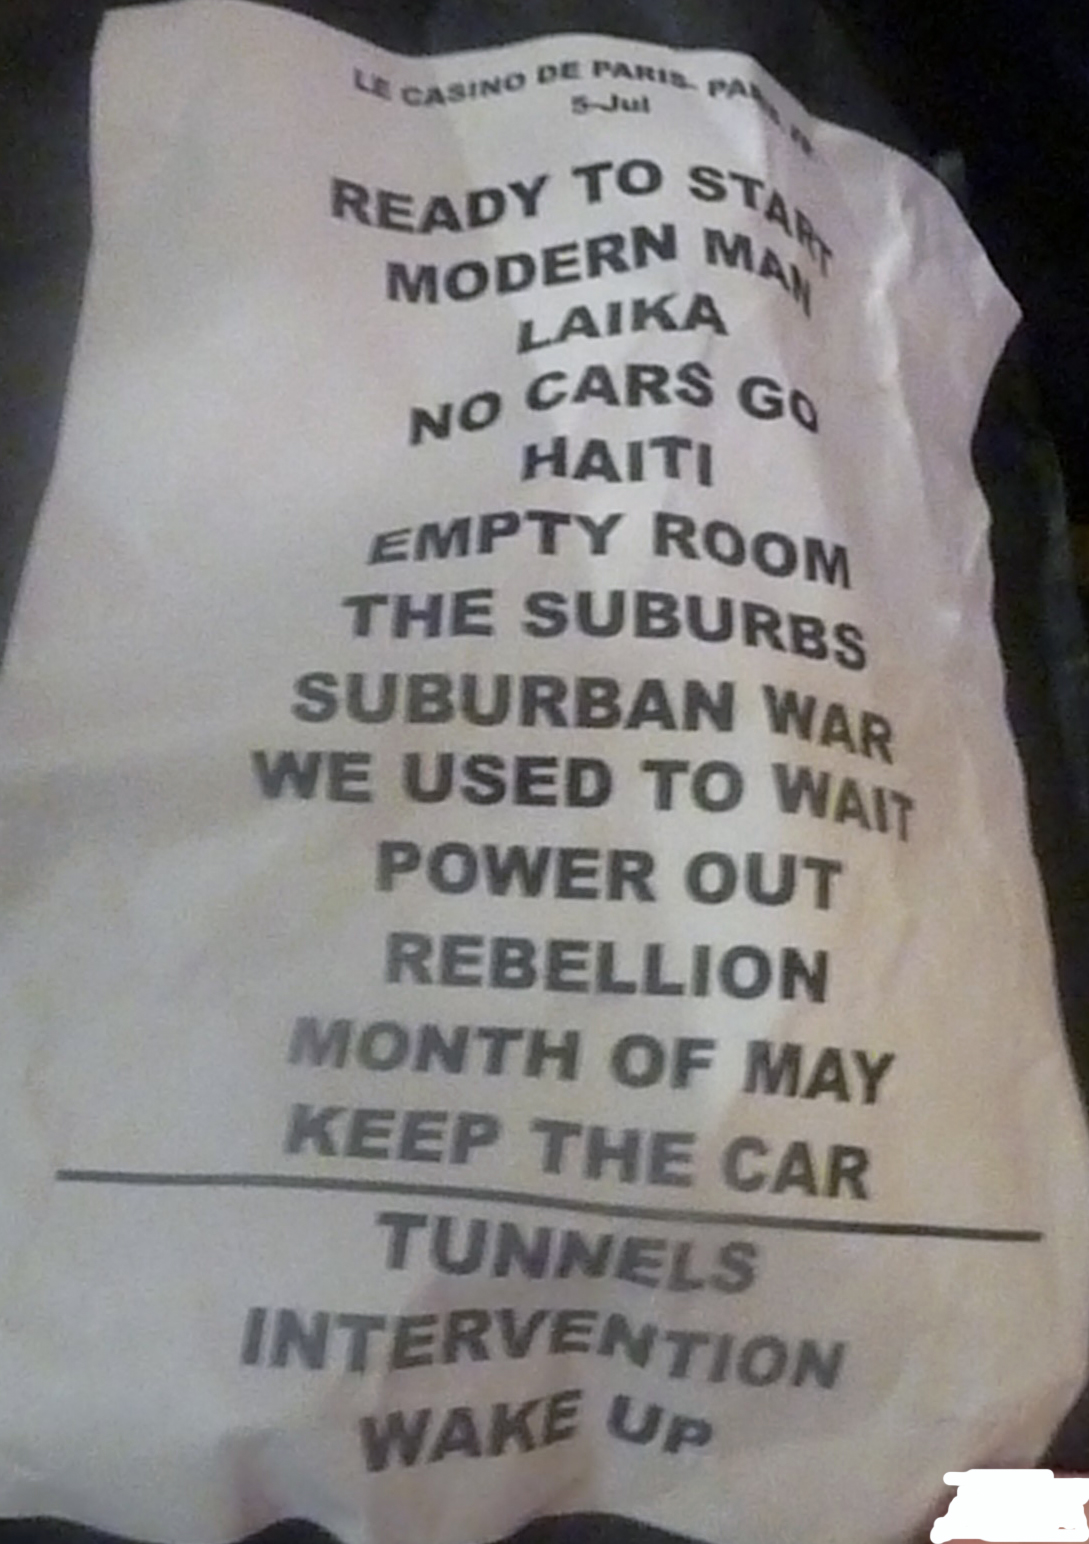 LE CASINO DE PARIS. PARIS,
5-Jul
READY TO START
MODERN MAN
LAIKA
NO CARS GO
HAITI
EMPTY ROOM
THE SUBURBS
SUBURBAN WAR
WE USED TO WAIT
POWER OUT
REBELLION
MONTH OF MAY
KEEP THE CAR
TUNNELS
INTERVENTION
WAKE UP